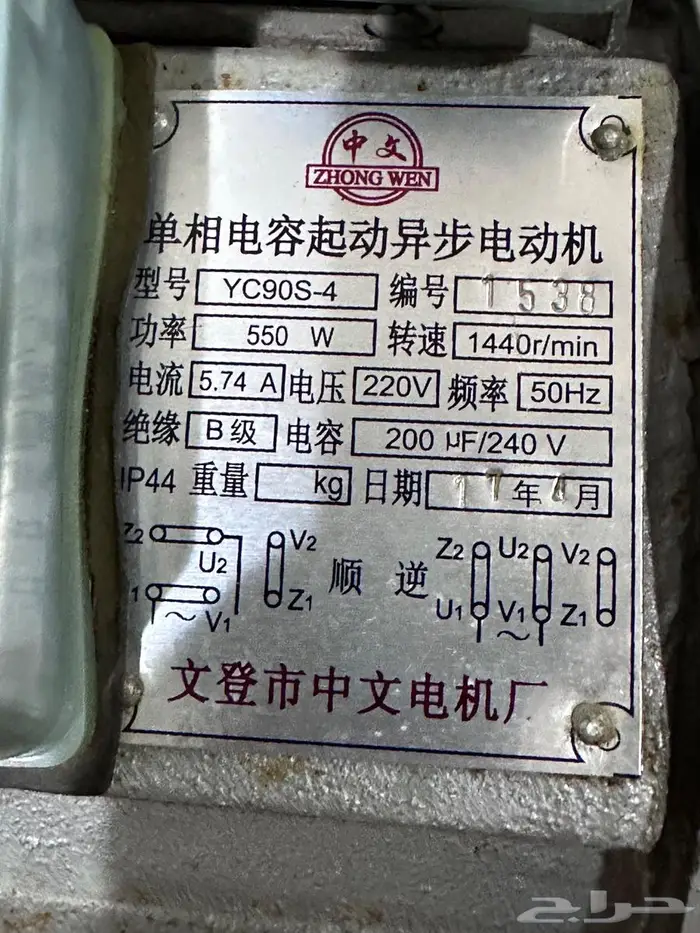 中文
ZHONG WEN
单相电容起动异步电动机
型号 YC90S-4 编号 1538
功率 550 W 转速 1440r/min
电流 5.74 A 电压 220V 频率 50Hz
绝缘 B级 电容 200 μF/240 V
IP44 重量 kg 日期 17年4月
Z2 U2 V2 顺 逆 Z2 U2 V2
1 V1 Z1 U1 V1 Z1
文登市中文电机厂
حراج